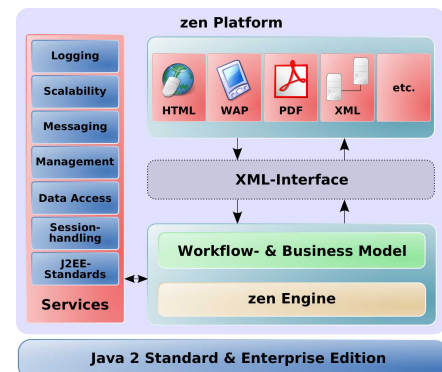 zen Platform
Logging
Scalability
Messaging
Management
Data Access
Session-
handling
J2EE-
Standards
Services
HTML
WAP
PDF
XML
etc.
XML-Interface
Workflow- & Business Model
zen Engine
Java 2 Standard & Enterprise Edition